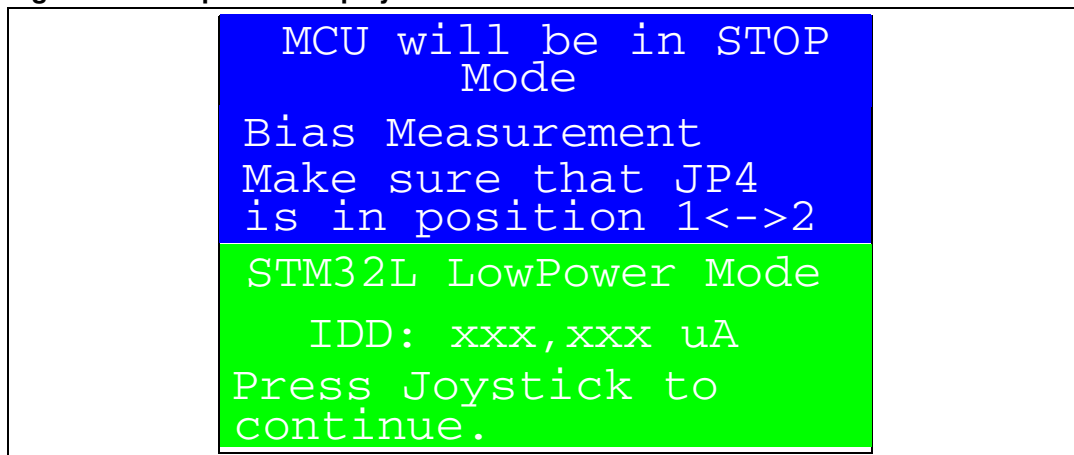 MCU will be in STOP
Mode
Bias Measurement
Make sure that JP4
is in position 1<->2
STM32L LowPower Mode
IDD: xxx,xxx uA
Press Joystick to
continue.